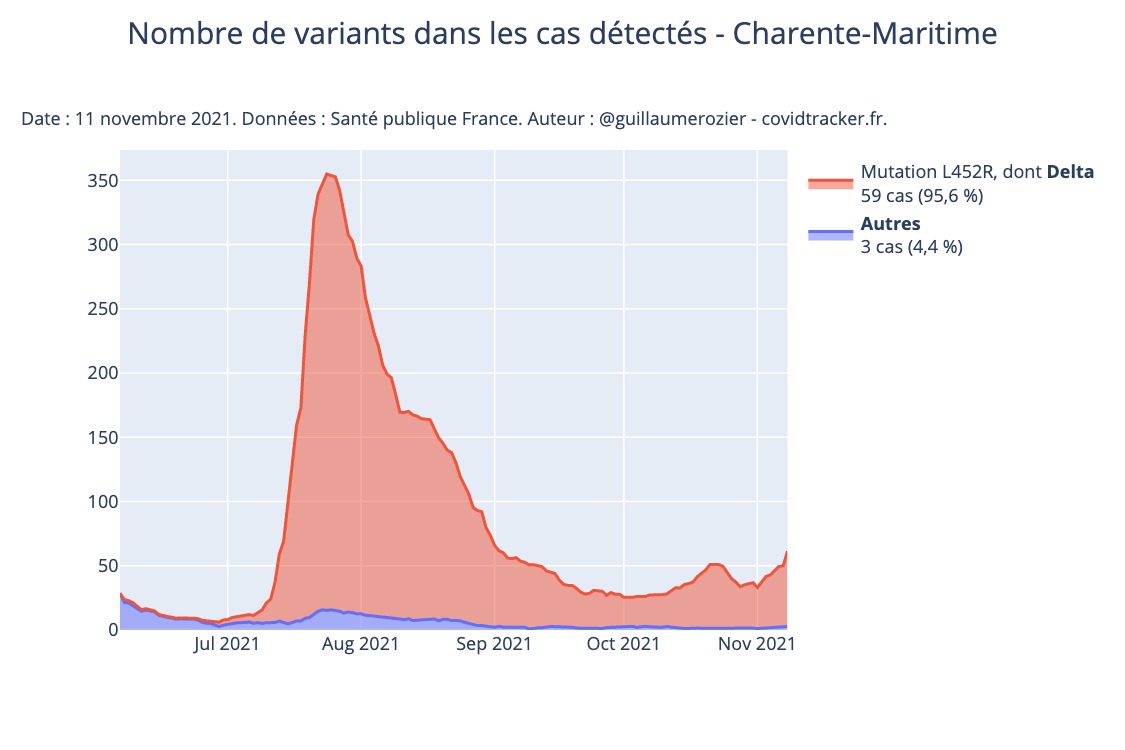 Nombre de variants dans les cas détectés - Charente-Maritime
Date : 11 novembre 2021. Données : Santé publique France. Auteur : @guillaumerozier - covidtracker.fr.
Mutation L452R, dont Delta
59 cas (95,6 %)
Autres
3 cas (4,4 %)
350
300
250
200
150
100
50
0
Jul 2021 Aug 2021 Sep 2021 Oct 2021 Nov 2021